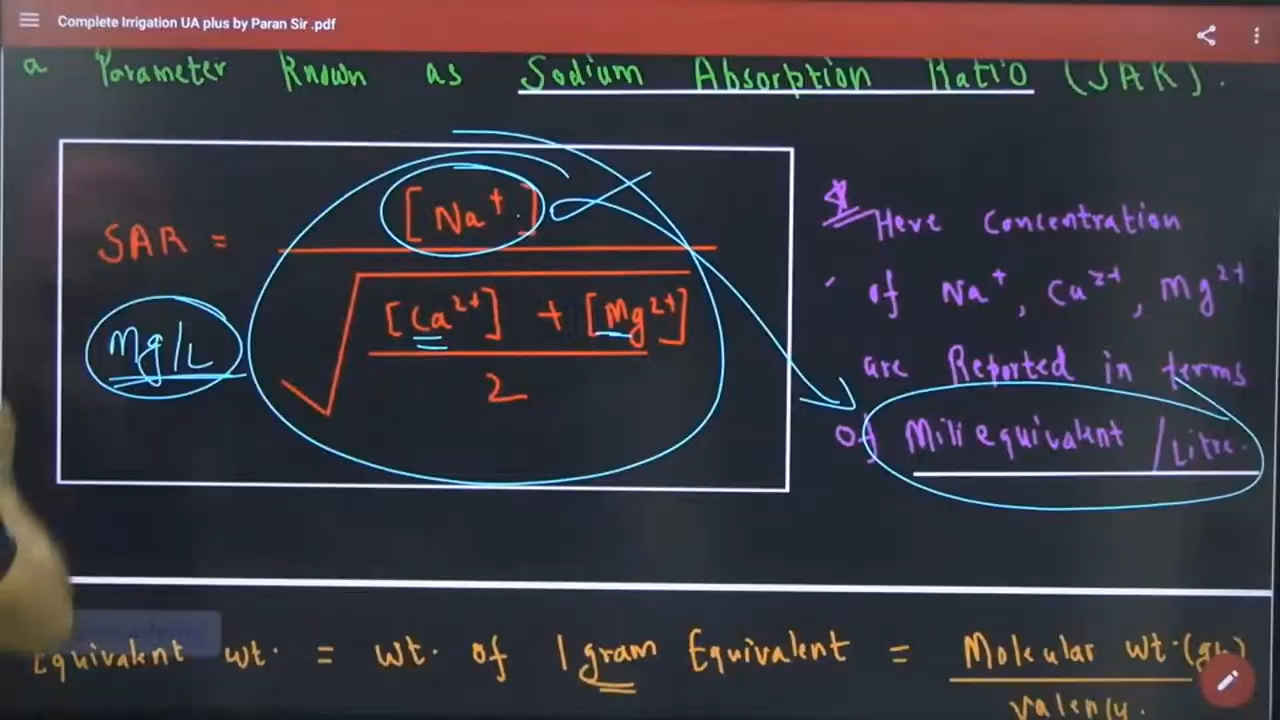 Complete Irrigation UA plus by Paran Sir .pdf
a Parameter Known as Sodium Absorption Ratio (SAR).
SAR = [Na⁺] / √(([Ca²⁺] + [Mg²⁺]) / 2)
Mg/L
Here Concentration
of Na⁺, Ca²⁺, Mg²⁺
are Reported in terms
of Mili equivalent /Litre.
Equivalent wt. = wt. of 1 gram Equivalent = Molecular wt.
valency.